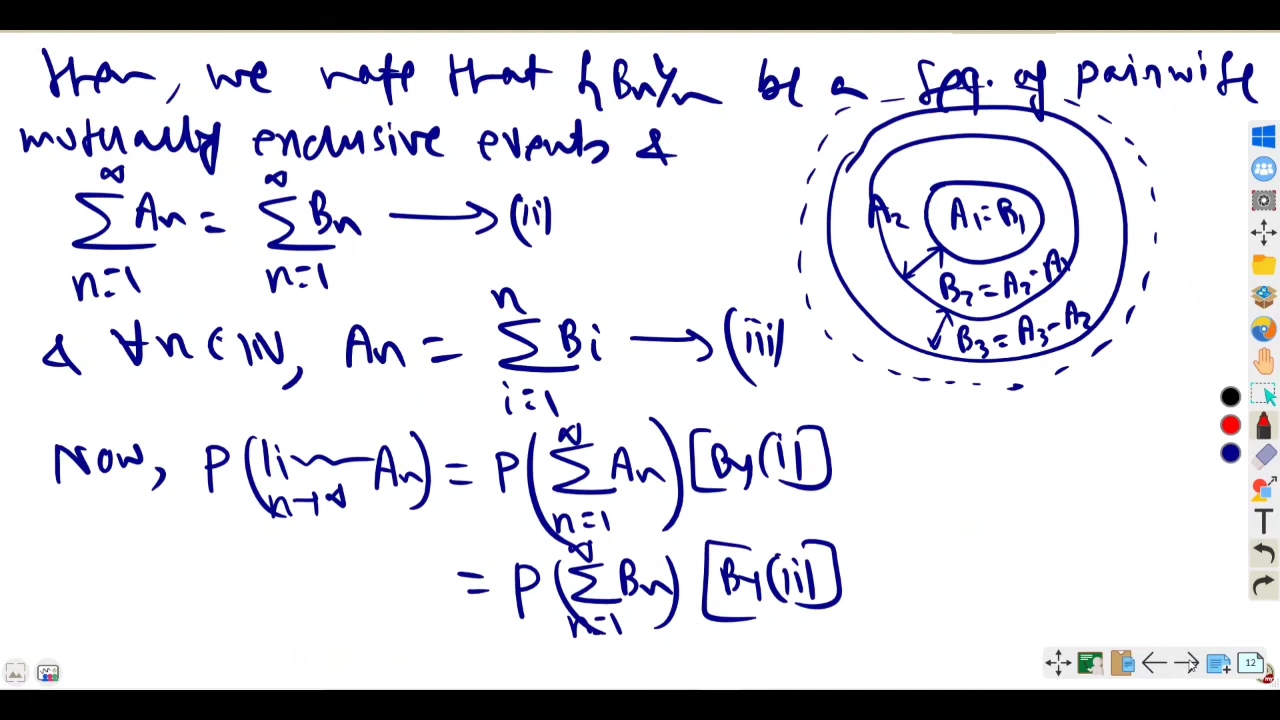 then, we note that {Bn}n be a seq. of pairwise
mutually exclusive events &
∞ ∑ n=1 An = ∞ ∑ n=1 Bn ⟶ (ii)
& ∀n∈ℕ, An = n ∑ i=1 Bi ⟶ (iii)
Now, P(lim n→∞ An) = P(∞ ∑ n=1 An) [By (i)]
= P(∞ ∑ n=1 Bn) [By (ii)]
A2
A1=B1
B2=A2-A1
B3=A3-A2
T
12